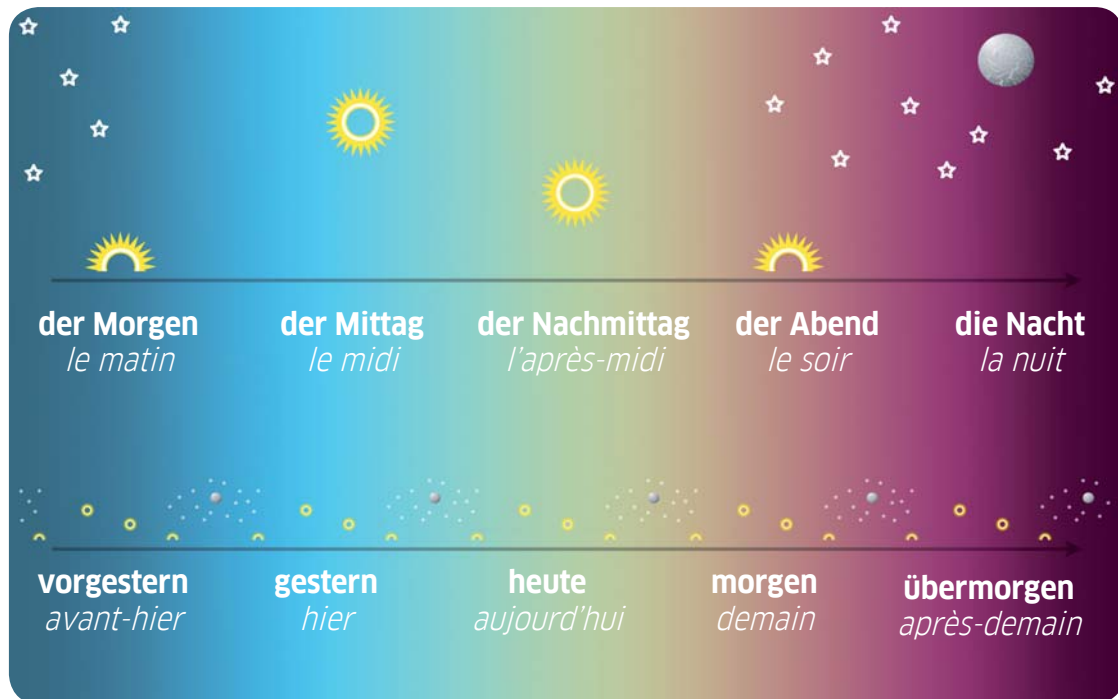 der Morgen der Mittag der Nachmittag der Abend die Nacht
le matin le midi l'après-midi le soir la nuit
vorgestern gestern heute morgen übermorgen
avant-hier hier aujourd'hui demain après-demain